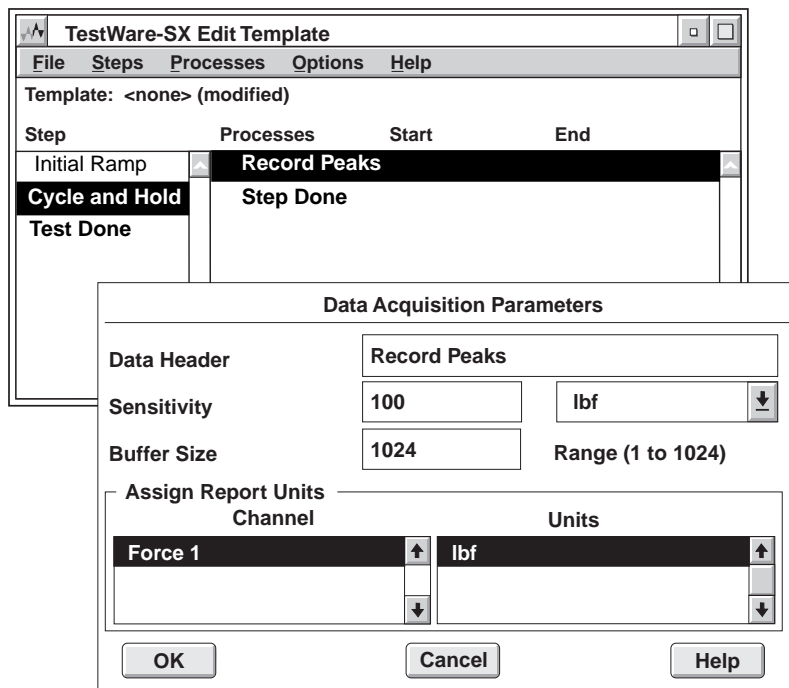 TestWare-SX Edit Template
File Steps Processes Options Help
Template: <none> (modified)
Step Processes Start End
Initial Ramp Record Peaks
Cycle and Hold Step Done
Test Done
Data Acquisition Parameters
Data Header Record Peaks
Sensitivity 100 lbf
Buffer Size 1024 Range (1 to 1024)
Assign Report Units
Channel Units
Force 1 lbf
OK Cancel Help